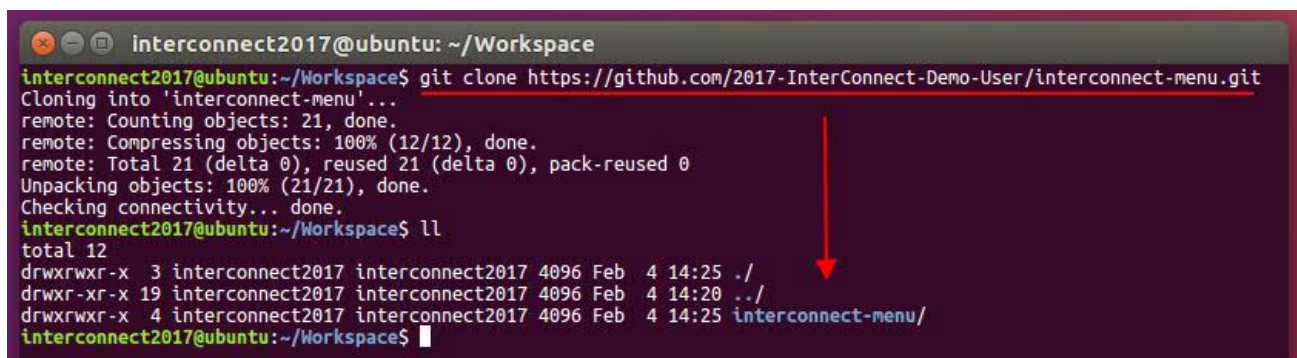 interconnect2017@ubuntu: ~/Workspace
interconnect2017@ubuntu:~/Workspace$ git clone https://github.com/2017-InterConnect-Demo-User/interconnect-menu.git
Cloning into 'interconnect-menu'...
remote: Counting objects: 21, done.
remote: Compressing objects: 100% (12/12), done.
remote: Total 21 (delta 0), reused 21 (delta 0), pack-reused 0
Unpacking objects: 100% (21/21), done.
Checking connectivity... done.
interconnect2017@ubuntu:~/Workspace$ ll
total 12
drwxrwxr-x  3 interconnect2017 interconnect2017 4096 Feb  4 14:25 ./
drwxr-xr-x 19 interconnect2017 interconnect2017 4096 Feb  4 14:20 ../
drwxrwxr-x  4 interconnect2017 interconnect2017 4096 Feb  4 14:25 interconnect-menu/
interconnect2017@ubuntu:~/Workspace$